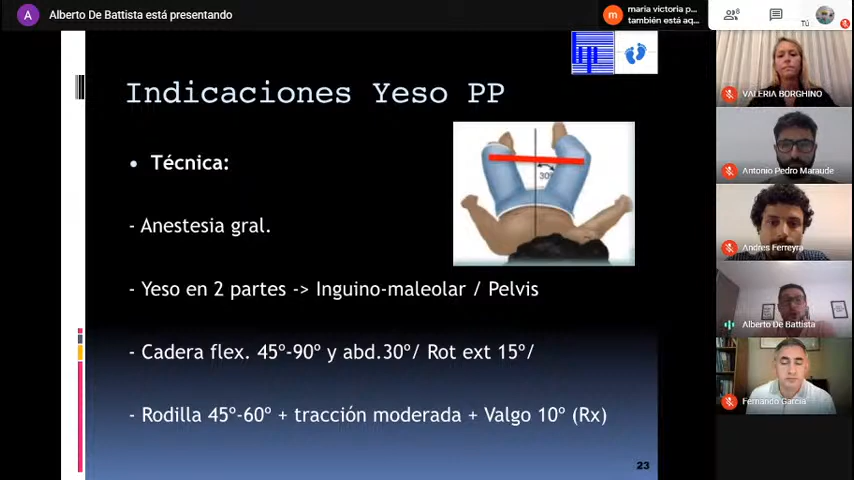 A
Alberto De Battista está presentando
m
maria victoria p...
también está aq...
8
Tú
Indicaciones Yeso PP
• Técnica:
30º
- Anestesia gral.
- Yeso en 2 partes -> Inguino-maleolar / Pelvis
- Cadera flex. 45º-90º y abd.30º/ Rot ext 15º/
- Rodilla 45º-60º + tracción moderada + Valgo 10º (Rx)
23
VALERIA BORGHINO
Antonio Pedro Maraude
Andres Ferreyra
Alberto De Battista
Fernando García